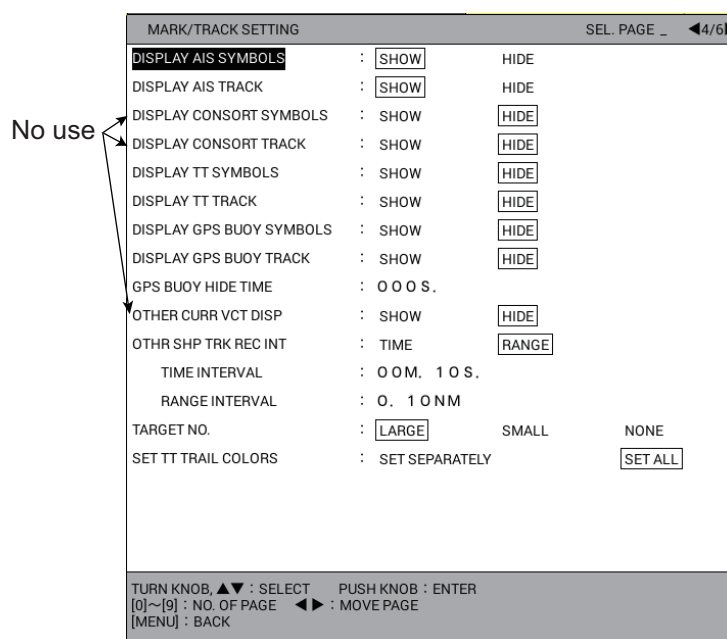 MARK/TRACK SETTING SEL. PAGE _ ◀4/6▶
DISPLAY AIS SYMBOLS : SHOW HIDE
DISPLAY AIS TRACK : SHOW HIDE
DISPLAY CONSORT SYMBOLS : SHOW HIDE
No use
DISPLAY CONSORT TRACK : SHOW HIDE
DISPLAY TT SYMBOLS : SHOW HIDE
DISPLAY TT TRACK : SHOW HIDE
DISPLAY GPS BUOY SYMBOLS : SHOW HIDE
DISPLAY GPS BUOY TRACK : SHOW HIDE
GPS BUOY HIDE TIME : 000S.
OTHER CURR VCT DISP : SHOW HIDE
OTHR SHP TRK REC INT : TIME RANGE
TIME INTERVAL : 00M. 10S.
RANGE INTERVAL : 0. 10NM
TARGET NO. : LARGE SMALL NONE
SET TT TRAIL COLORS : SET SEPARATELY SET ALL
TURN KNOB, ▲▼ : SELECT PUSH KNOB : ENTER
[0]~[9] : NO. OF PAGE ◀ ▶ : MOVE PAGE
[MENU] : BACK